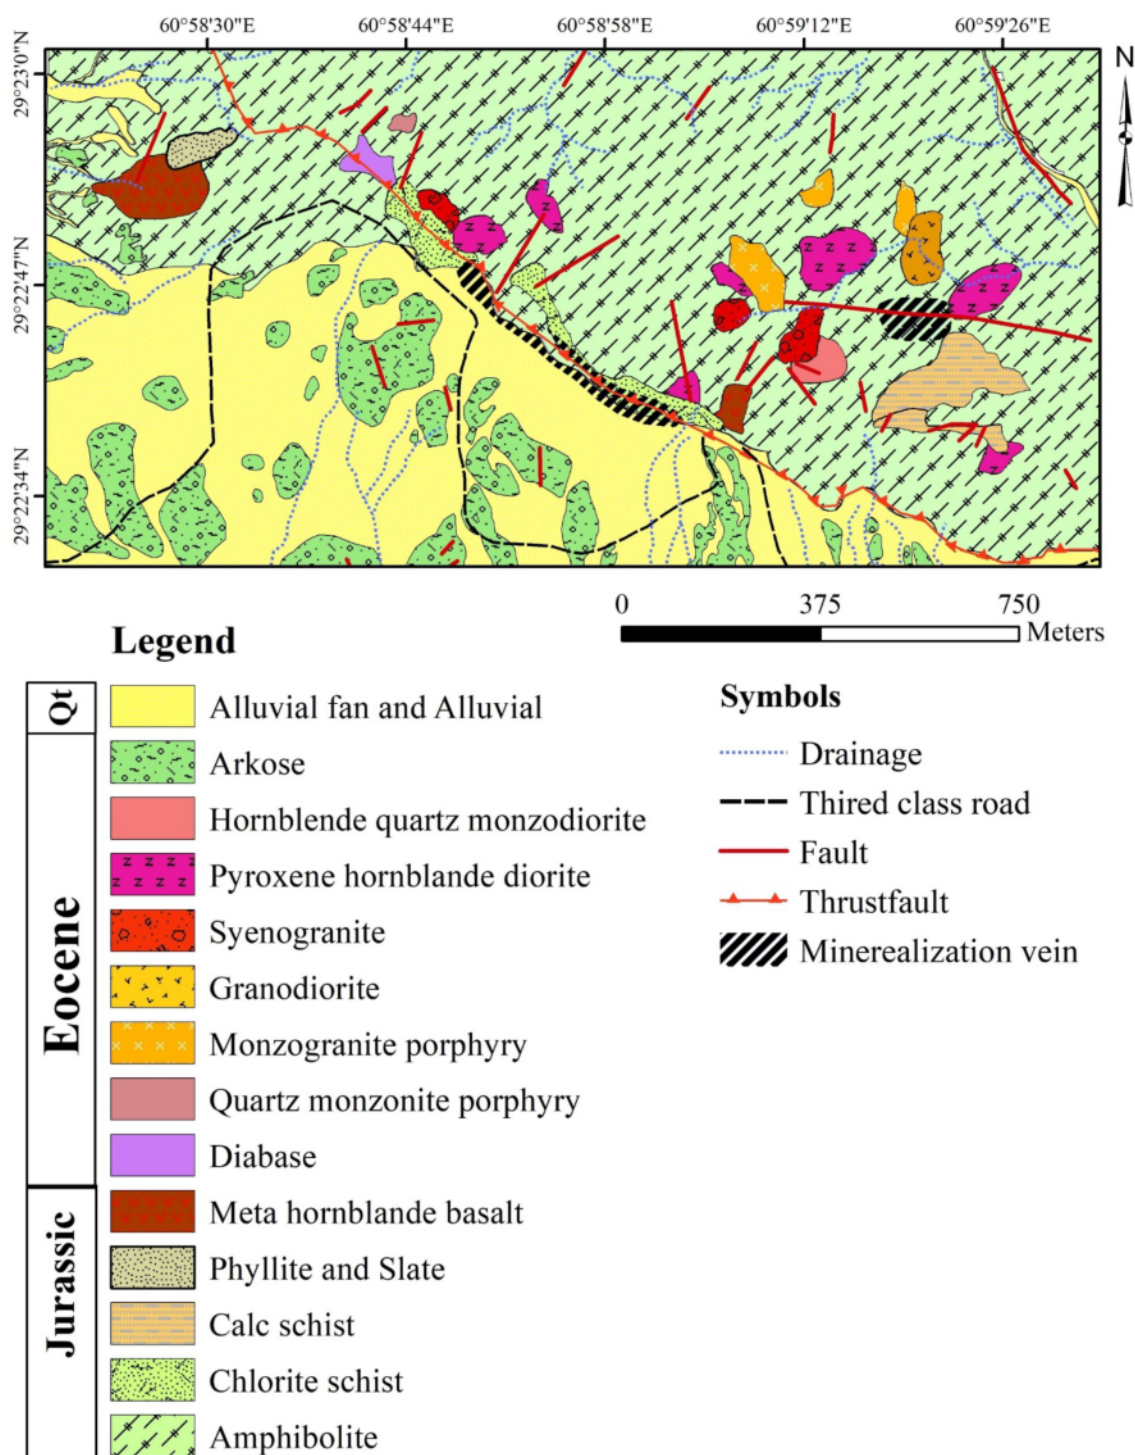 60°58'30"E 60°58'44"E 60°58'58"E 60°59'12"E 60°59'26"E
29°23'0"N
29°22'47"N
29°22'34"N
N
0 375 750
Meters
Legend
Qt
Alluvial fan and Alluvial
Eocene
Arkose
Hornblende quartz monzodiorite
Pyroxene hornblande diorite
Syenogranite
Granodiorite
Monzogranite porphyry
Quartz monzonite porphyry
Diabase
Jurassic
Meta hornblande basalt
Phyllite and Slate
Calc schist
Chlorite schist
Amphibolite
Symbols
Drainage
Thired class road
Fault
Thrustfault
Minerealization vein